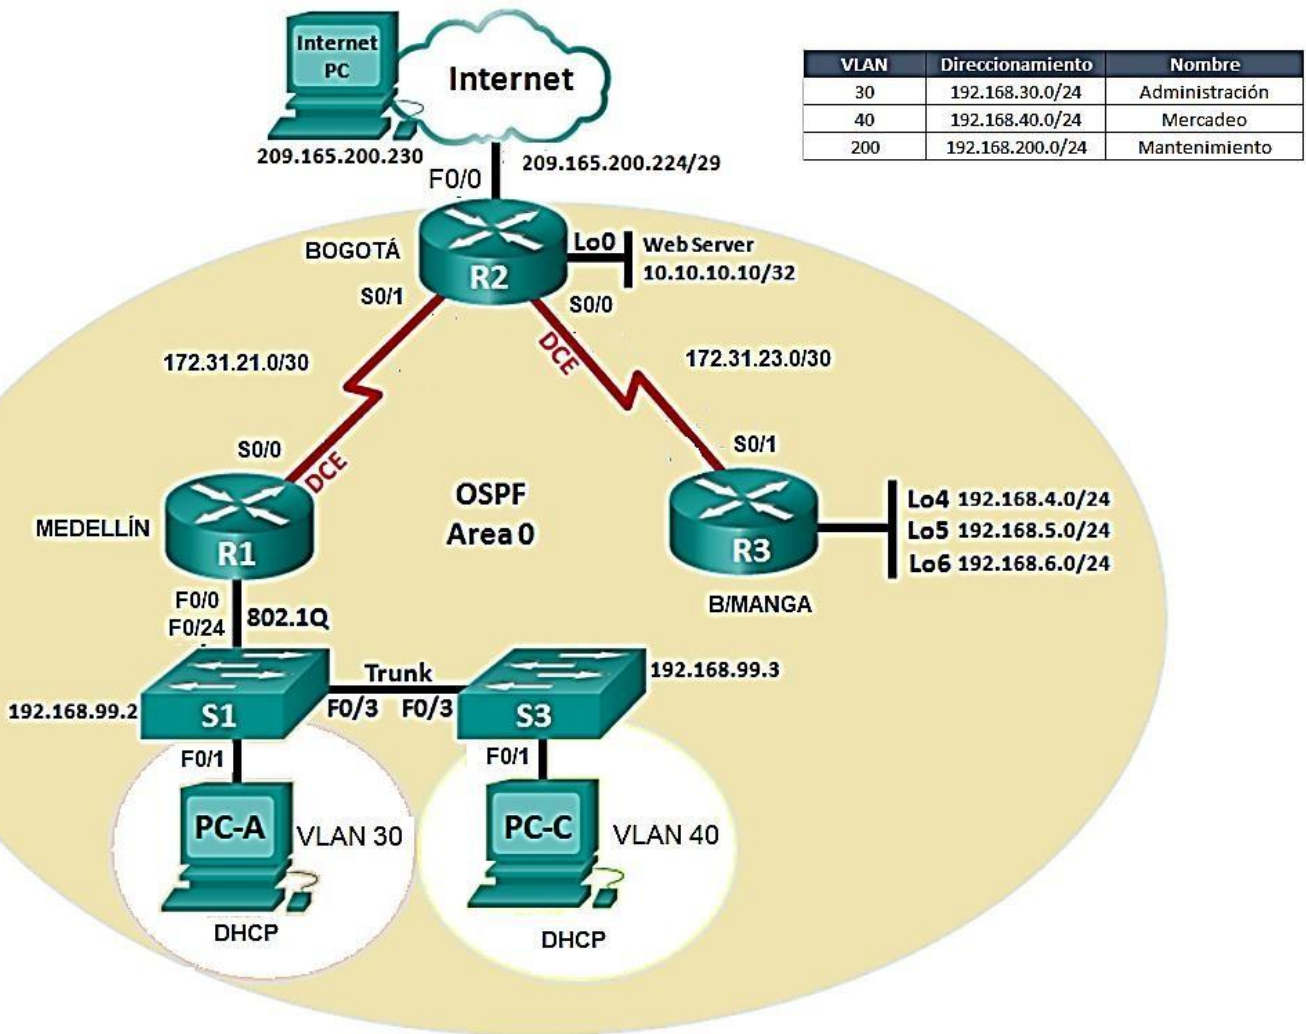 Internet
PC
Internet
209.165.200.230
209.165.200.224/29
F0/0
VLAN Direccionamiento Nombre
30 192.168.30.0/24 Administración
40 192.168.40.0/24 Mercadeo
200 192.168.200.0/24 Mantenimiento
BOGOTÁ
R2
Lo0
Web Server
10.10.10.10/32
S0/1
S0/0
DCE
172.31.21.0/30
172.31.23.0/30
S0/0
DCE
S0/1
MEDELLÍN
R1
OSPF
Area 0
R3
B/MANGA
Lo4 192.168.4.0/24
Lo5 192.168.5.0/24
Lo6 192.168.6.0/24
F0/0
F0/24
802.1Q
Trunk
192.168.99.3
192.168.99.2
S1
F0/3
F0/3
S3
F0/1
F0/1
PC-A
VLAN 30
PC-C
VLAN 40
DHCP
DHCP